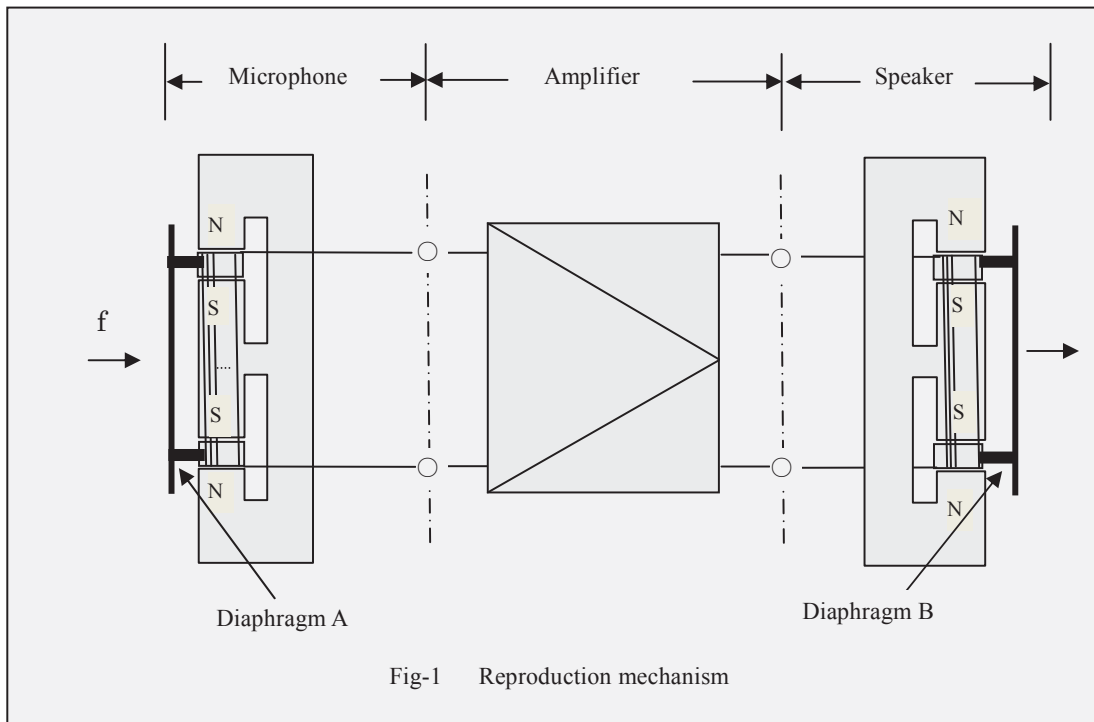 Microphone Amplifier Speaker
N N
S S
f
....
S S
N N
Diaphragm A Diaphragm B
Fig-1 Reproduction mechanism